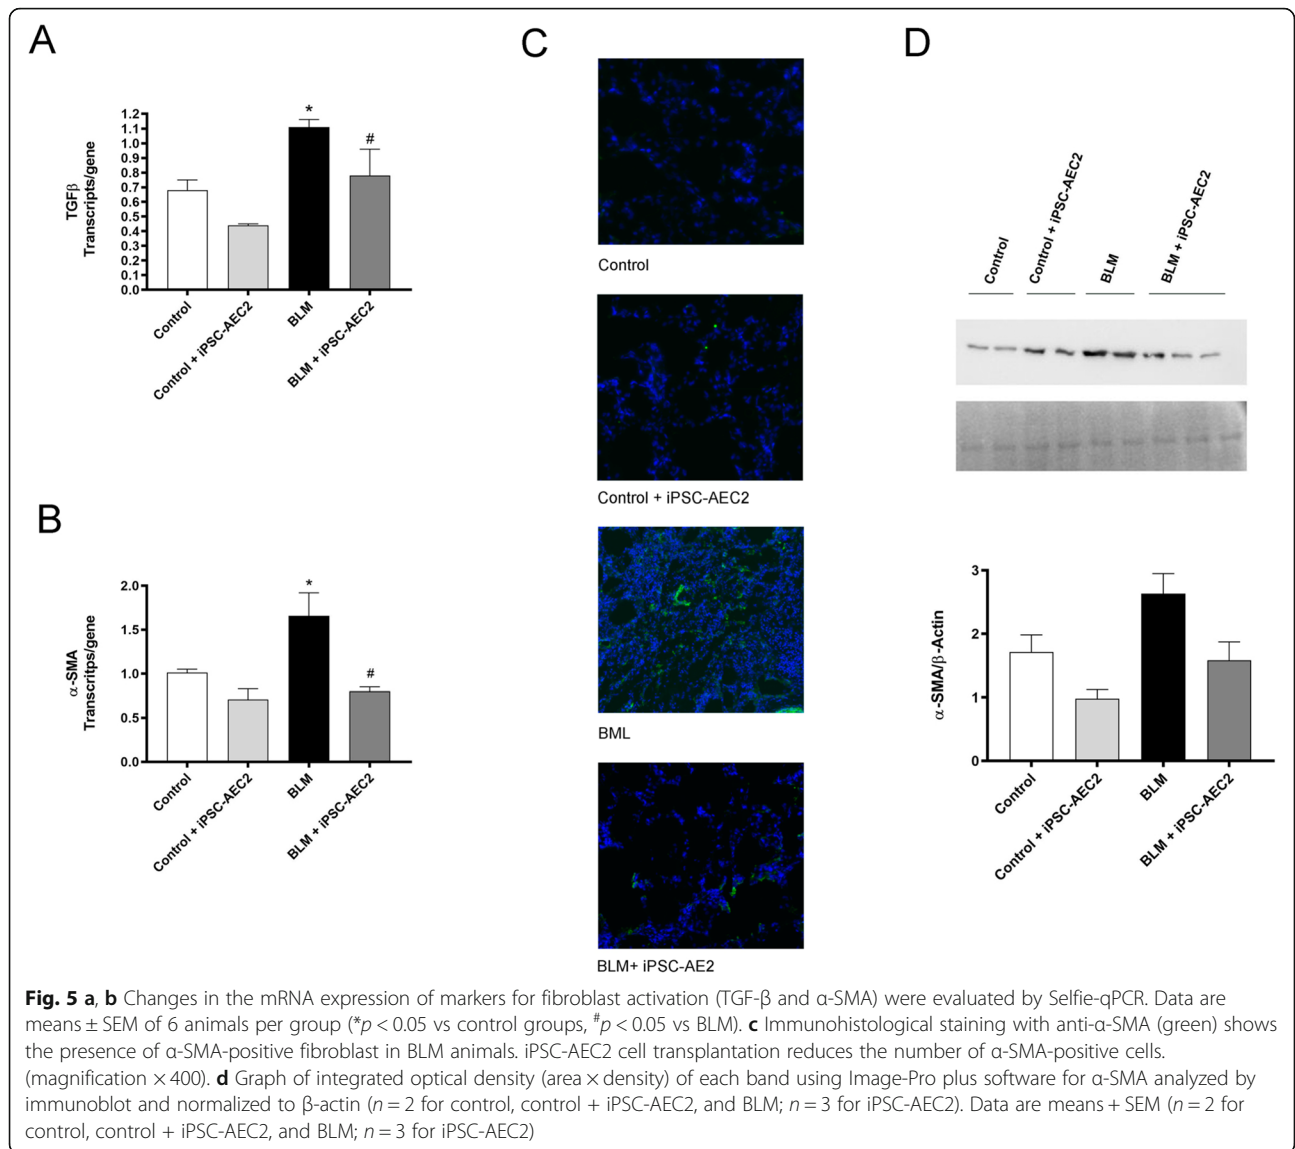 A
TGFβ
Transcripts/gene
1.2
1.1
1.0
0.9
0.8
0.7
0.6
0.5
0.4
0.3
0.2
0.1
0.0
*
#
Control
Control + iPSC-AEC2
BLM
BLM + iPSC-AEC2
B
α-SMA
Transcritps/gene
2.0
1.5
1.0
0.5
0.0
*
#
Control
Control + iPSC-AEC2
BLM
BLM + iPSC-AEC2
C
Control
Control + iPSC-AEC2
BML
BLM+ iPSC-AE2
D
Control
Control + iPSC-AEC2
BLM
BLM + iPSC-AEC2
α-SMA/β-Actin
3
2
1
0
Control
Control + iPSC-AEC2
BLM
BLM + iPSC-AEC2
Fig. 5 a, b Changes in the mRNA expression of markers for fibroblast activation (TGF-β and α-SMA) were evaluated by Selfie-qPCR. Data are
means ± SEM of 6 animals per group (*p < 0.05 vs control groups, #p < 0.05 vs BLM). c Immunohistological staining with anti-α-SMA (green) shows
the presence of α-SMA-positive fibroblast in BLM animals. iPSC-AEC2 cell transplantation reduces the number of α-SMA-positive cells.
(magnification × 400). d Graph of integrated optical density (area × density) of each band using Image-Pro plus software for α-SMA analyzed by
immunoblot and normalized to β-actin (n = 2 for control, control + iPSC-AEC2, and BLM; n = 3 for iPSC-AEC2). Data are means + SEM (n = 2 for
control, control + iPSC-AEC2, and BLM; n = 3 for iPSC-AEC2)